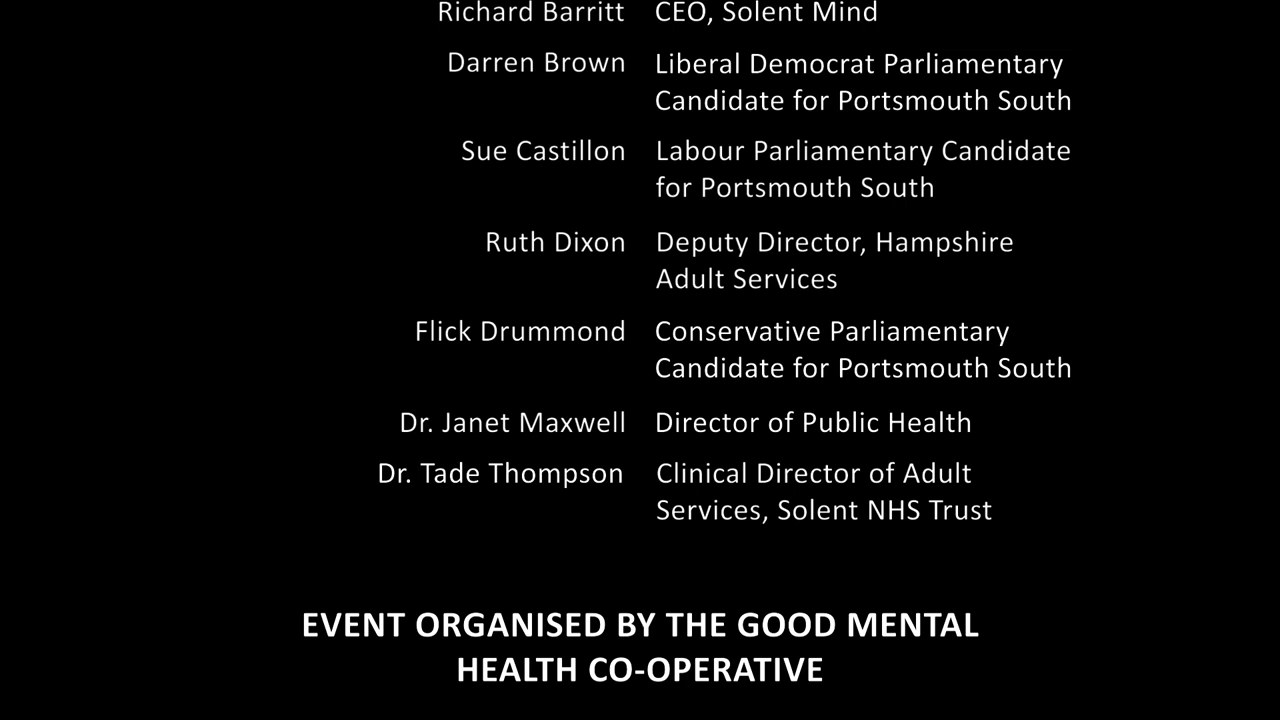 Richard Barritt CEO, Solent Mind
Darren Brown Liberal Democrat Parliamentary
Candidate for Portsmouth South
Sue Castillon Labour Parliamentary Candidate
for Portsmouth South
Ruth Dixon Deputy Director, Hampshire
Adult Services
Flick Drummond Conservative Parliamentary
Candidate for Portsmouth South
Dr. Janet Maxwell Director of Public Health
Dr. Tade Thompson Clinical Director of Adult
Services, Solent NHS Trust
EVENT ORGANISED BY THE GOOD MENTAL
HEALTH CO-OPERATIVE